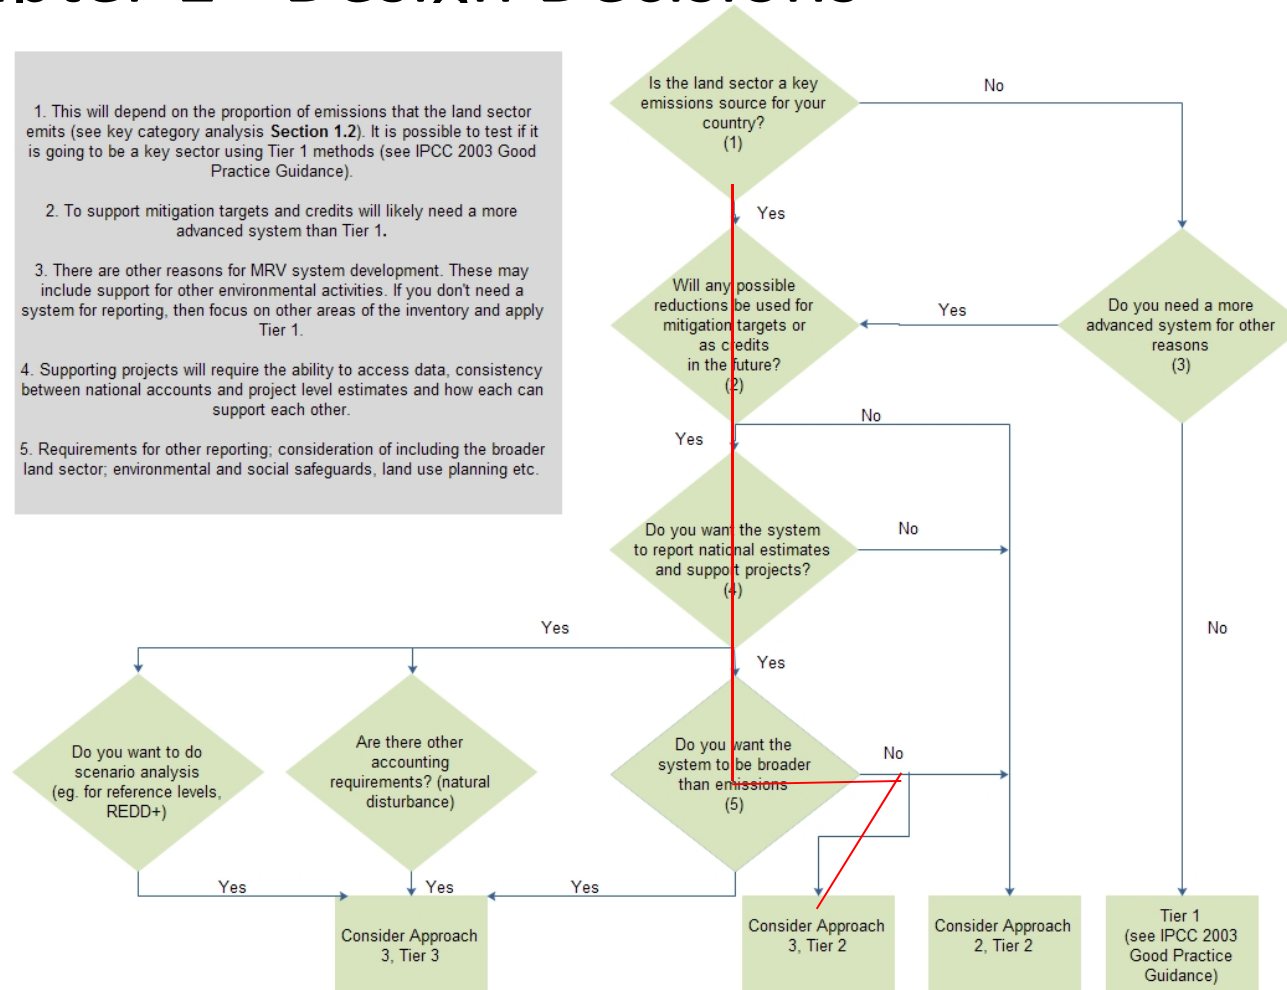 1. This will depend on the proportion of emissions that the land sector
emits (see key category analysis Section 1.2). It is possible to test if it
is going to be a key sector using Tier 1 methods (see IPCC 2003 Good
Practice Guidance).
2. To support mitigation targets and credits will likely need a more
advanced system than Tier 1.
3. There are other reasons for MRV system development. These may
include support for other environmental activities. If you don't need a
system for reporting, then focus on other areas of the inventory and apply
Tier 1.
4. Supporting projects will require the ability to access data, consistency
between national accounts and project level estimates and how each can
support each other.
5. Requirements for other reporting; consideration of including the broader
land sector; environmental and social safeguards, land use planning etc.
Is the land sector a key
emissions source for your
country?
(1)
No
Yes
Will any possible
reductions be used for
mitigation targets or
as credits
in the future?
(2)
Yes
Do you need a more
advanced system for other
reasons
(3)
No
Yes
Do you want the system
to report national estimates
and support projects?
(4)
No
No
Yes
Yes
Do you want to do
scenario analysis
(eg. for reference levels,
REDD+)
Are there other
accounting
requirements? (natural
disturbance)
Do you want the
system to be broader
than emissions
(5)
No
Yes
Yes
Yes
Consider Approach
3, Tier 3
Consider Approach
3, Tier 2
Consider Approach
2, Tier 2
Tier 1
(see IPCC 2003
Good Practice
Guidance)